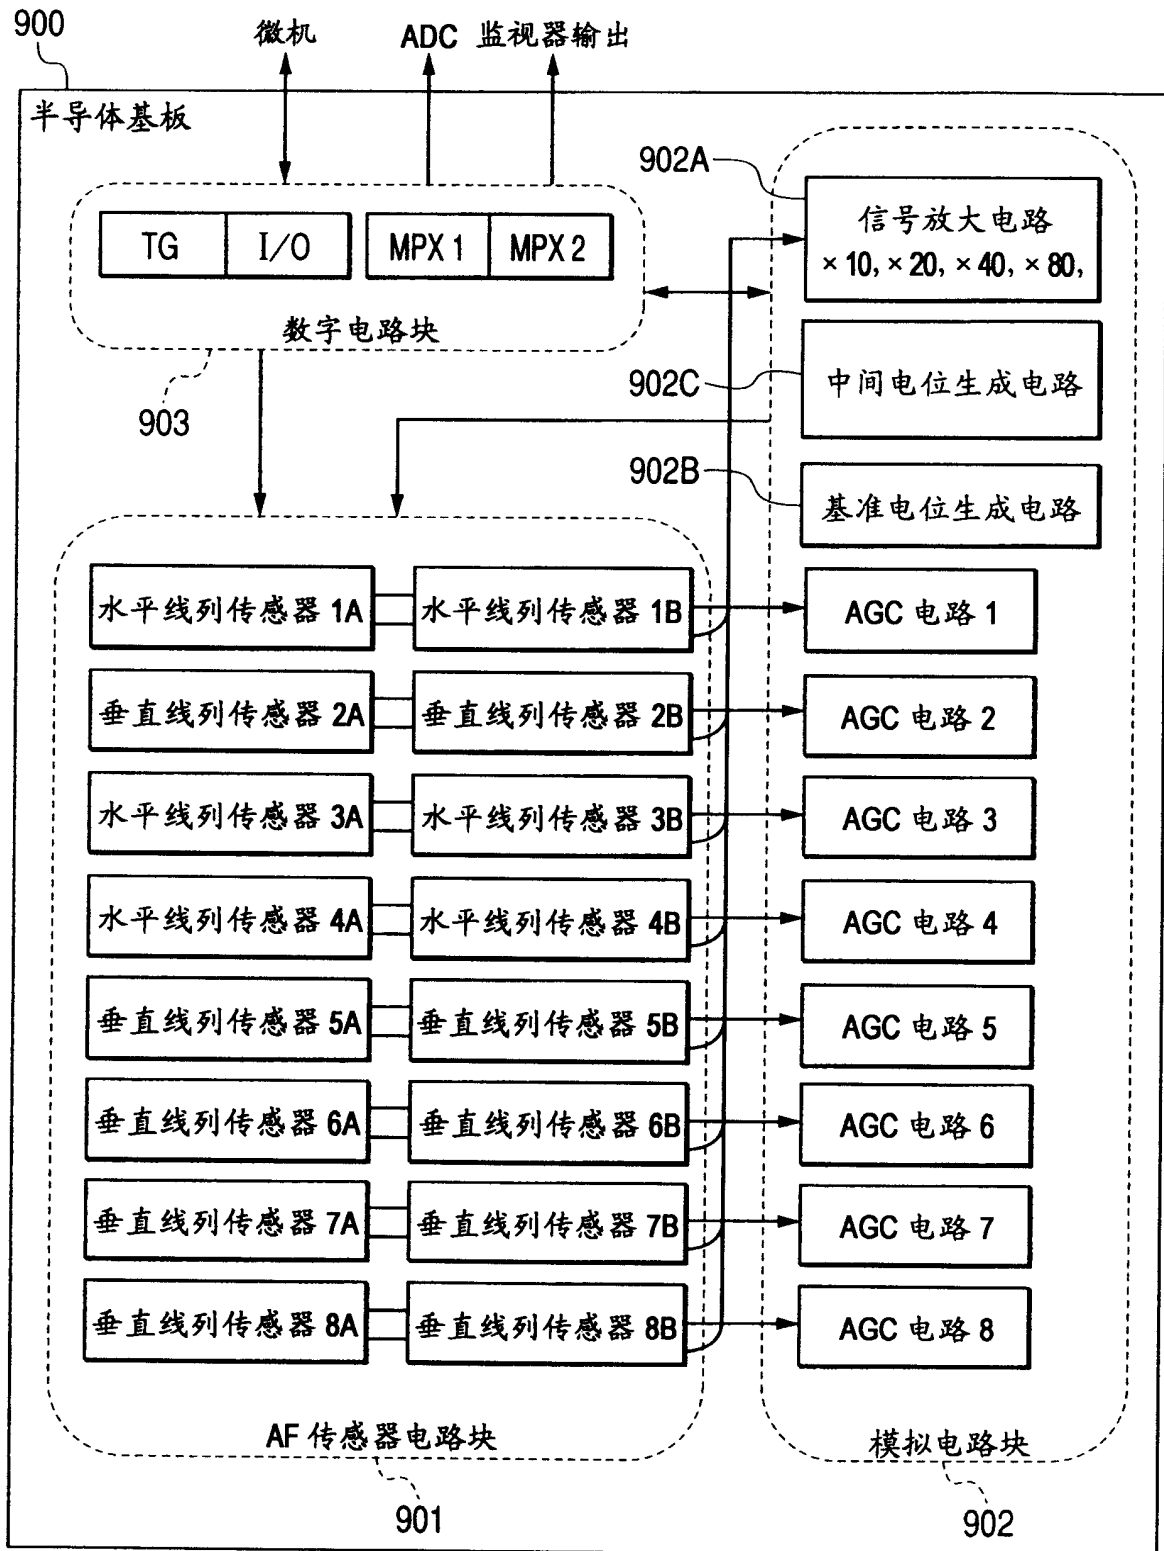 900
微机
ADC 监视器输出
半导体基板
TG
I/O
MPX 1
MPX 2
数字电路块
903
902A
信号放大电路
×10, ×20, ×40, ×80,
902C
中间电位生成电路
902B
基准电位生成电路
水平线列传感器 1A
水平线列传感器 1B
AGC 电路 1
垂直线列传感器 2A
垂直线列传感器 2B
AGC 电路 2
水平线列传感器 3A
水平线列传感器 3B
AGC 电路 3
水平线列传感器 4A
水平线列传感器 4B
AGC 电路 4
垂直线列传感器 5A
垂直线列传感器 5B
AGC 电路 5
垂直线列传感器 6A
垂直线列传感器 6B
AGC 电路 6
垂直线列传感器 7A
垂直线列传感器 7B
AGC 电路 7
垂直线列传感器 8A
垂直线列传感器 8B
AGC 电路 8
AF 传感器电路块
模拟电路块
901
902